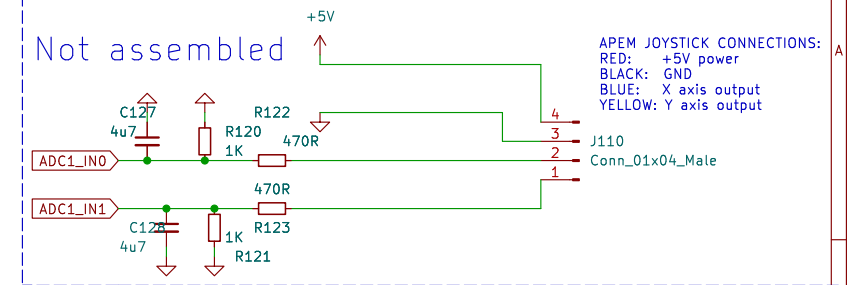 +5V
Not assembled
APEM JOYSTICK CONNECTIONS:
RED: +5V power
BLACK: GND
BLUE: X axis output
YELLOW: Y axis output
A
C127
4u7
R120
1K
R122
470R
4
3
2
1
J110
Conn_01x04_Male
ADC1_IN0
ADC1_IN1
470R
R123
C128
4u7
1K
R121